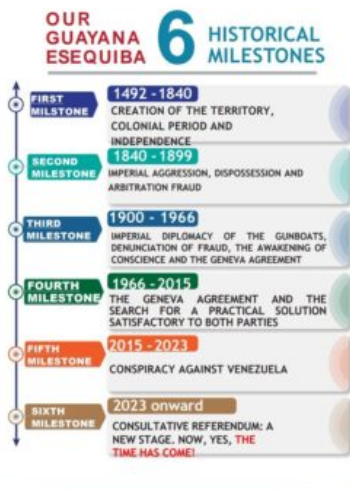 OUR
GUAYANA
ESEQUIBA
6
HISTORICAL
MILESTONES
FIRST
MILSTONE
1492 - 1840
CREATION OF THE TERRITORY,
COLONIAL PERIOD AND
INDEPENDENCE
SECOND
MILESTONE
1840 - 1899
IMPERIAL AGGRESSION, DISPOSSESSION AND
ARBITRATION FRAUD
THIRD
MILESTONE
1900 - 1966
IMPERIAL DIPLOMACY OF THE GUNBOATS,
DENUNCIATION OF FRAUD, THE AWAKENING OF
CONSCIENCE AND THE GENEVA AGREEMENT
FOURTH
MILESTONE
1966 - 2015
THE GENEVA AGREEMENT AND THE
SEARCH FOR A PRACTICAL SOLUTION
SATISFACTORY TO BOTH PARTIES
FIFTH
MILESTONE
2015 - 2023
CONSPIRACY AGAINST VENEZUELA
SIXTH
MILESTONE
2023 onward
CONSULTATIVE REFERENDUM: A
NEW STAGE. NOW, YES, THE
TIME HAS COME!